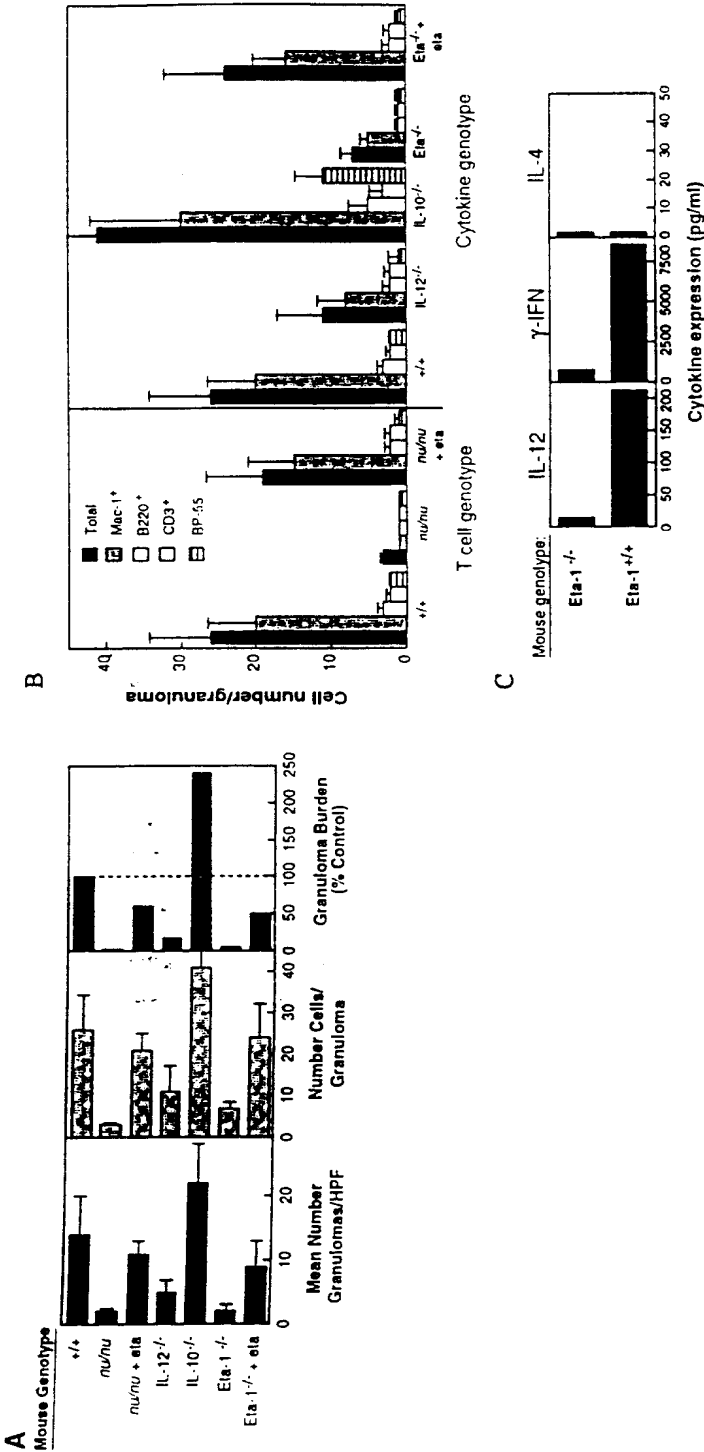 A
Mouse Genotype
+/+
nu/nu
nu/nu + eta
IL-12-/-
IL-10-/-
Eta-1-/-
Eta-1-/- + eta
0 10 20
Mean Number
Granulomas/HPF
0 10 20 30 40
Number Cells/
Granuloma
0 50 100 150 200 250
Granuloma Burden
(% Control)
B
Cell number/granuloma
40
30
20
10
0
Total
Mac-1+
B220+
CD3+
BP-55
+/+
nu/nu
nu/nu
+ eta
+/+
IL-12-/-
IL-10-/-
Eta-/-
Eta-/- +
eta
T cell genotype
Cytokine genotype
C
Mouse genotype:
IL-12
γ-IFN
IL-4
Eta-1-/-
Eta-1+/+
0 50 100 150 200
0 2500 5000 7500
0 10 20 30 40 50
Cytokine expression (pg/ml)